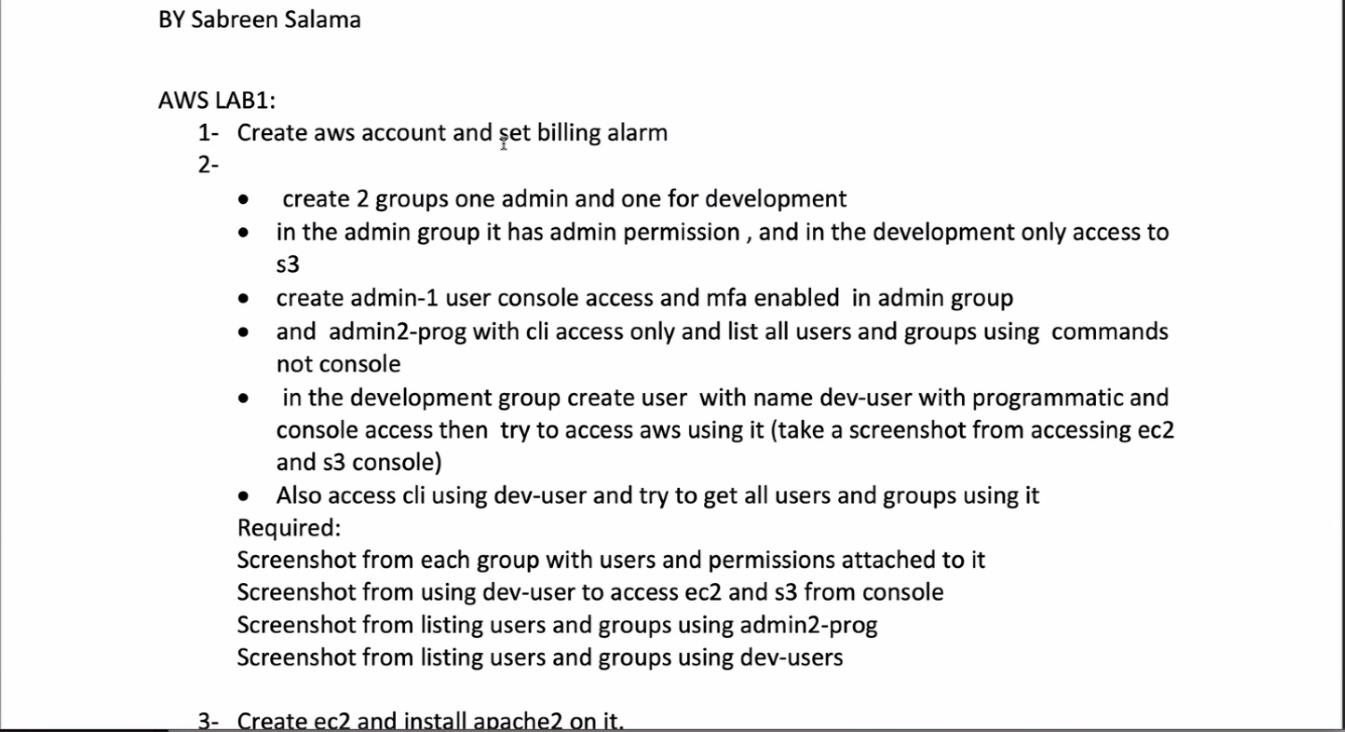 BY Sabreen Salama
AWS LAB1:
1- Create aws account and set billing alarm
2-
• create 2 groups one admin and one for development
• in the admin group it has admin permission , and in the development only access to
s3
• create admin-1 user console access and mfa enabled in admin group
• and admin2-prog with cli access only and list all users and groups using commands
not console
• in the development group create user with name dev-user with programmatic and
console access then try to access aws using it (take a screenshot from accessing ec2
and s3 console)
• Also access cli using dev-user and try to get all users and groups using it
Required:
Screenshot from each group with users and permissions attached to it
Screenshot from using dev-user to access ec2 and s3 from console
Screenshot from listing users and groups using admin2-prog
Screenshot from listing users and groups using dev-users
3- Create ec2 and install apache2 on it.